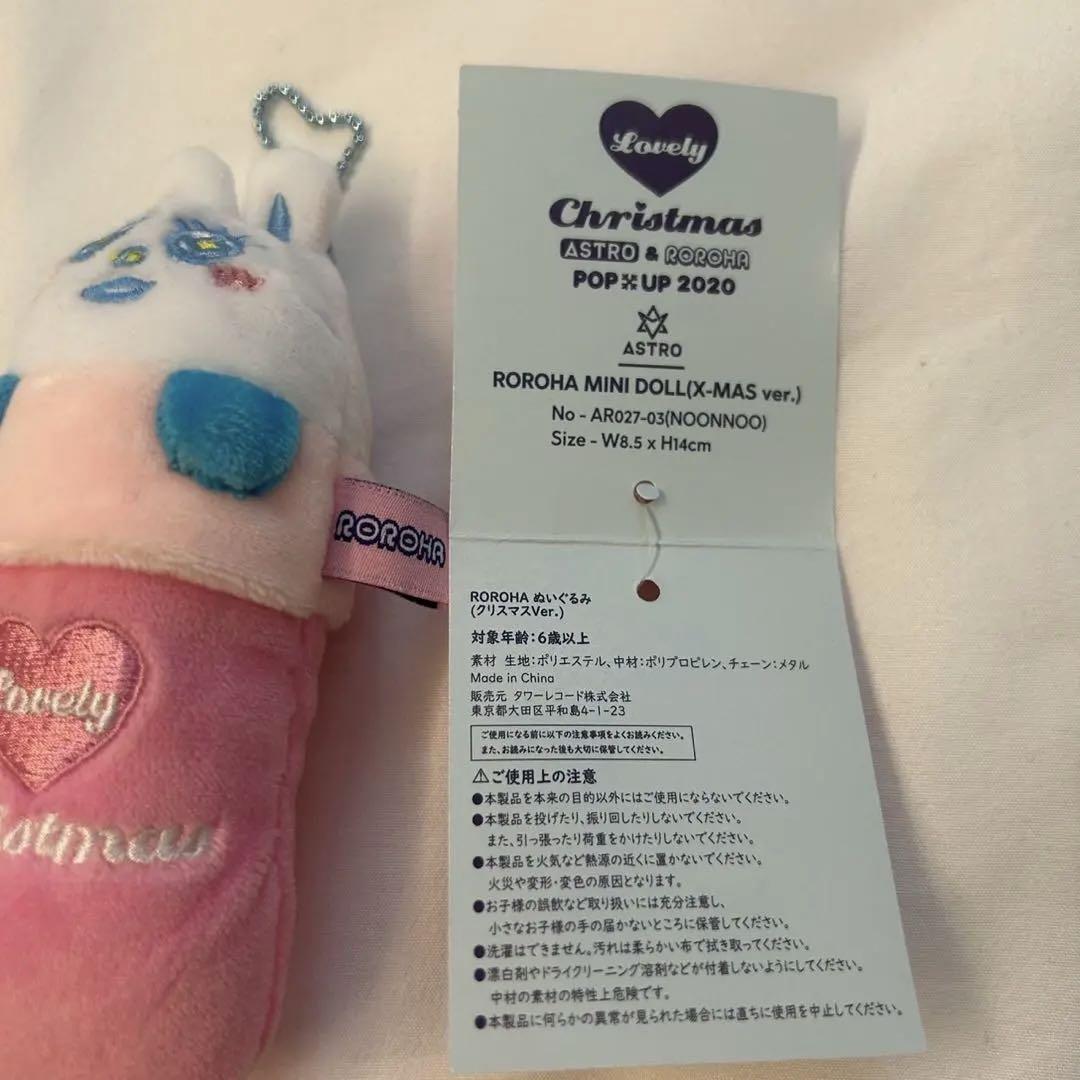 Lovely
Christmas
ASTRO & ROROHA
POP UP 2020
ASTRO
ROROHA MINI DOLL(X-MAS ver.)
No - AR027-03(NOONNOO)
Size - W8.5 x H14cm
ROROHA ぬいぐるみ
(クリスマスVer.)
対象年齢:6歳以上
素材 生地:ポリエステル、中材:ポリプロピレン、チェーン:メタル
Made in China
販売元 タワーレコード株式会社
東京都大田区平和島4-1-23
ご使用になる前に以下の注意事項をよくお読みください。
また、お読みになった後も大切に保管してください。
⚠ご使用上の注意
●本製品を本来の目的以外にはご使用にならないでください。
●本製品を投げたり、振り回したりしないでください。
また、引っ張ったり荷重をかけたりしないでください。
●本製品を火気など熱源の近くに置かないでください。
火災や変形・変色の原因となります。
●お子様の誤飲など取り扱いには充分注意し、
小さなお子様の手の届かないところに保管してください。
●洗濯はできません。汚れは柔らかい布で拭き取ってください。
●漂白剤やドライクリーニング溶剤などが付着しないようにしてください。
中材の素材の特性上危険です。
●本製品に何らかの異常が見られた場合には直ちに使用を中止してください。
ROROHA
Lovely
istmas